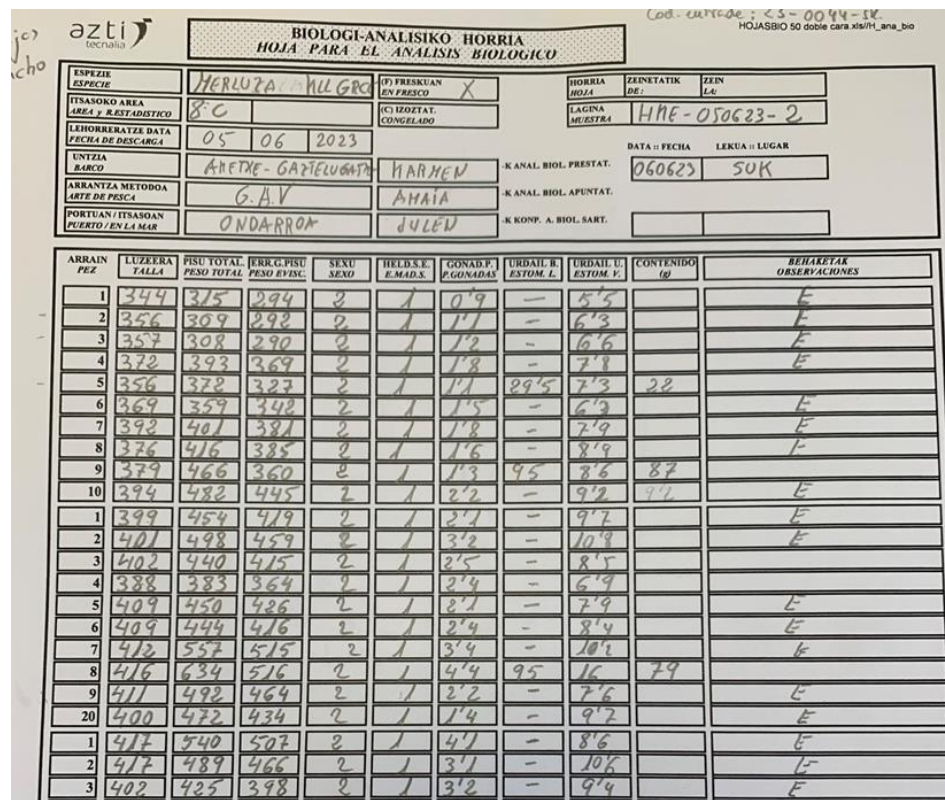 Cod. entrade: 23-0044-SK
HOJASBIO 50 doble cara.xls//H_ana_bio
azti
tecnalia
BIOLOGI-ANALISIKO HORRIA
HOJA PARA EL ANALISIS BIOLOGICO
cho
ESPEZIE HERLUZA (F) FRESKUAN X HORRIA ZEINETATIK ZEIN
ESPECIE EN FRESCO HOJA DE: LA:
ITSASOKO AREA 8 C (C) IZOZTAT. LAGINA HME-050623-2
AREA y R.ESTADISTICO CONGELADO MUESTRA
LEHORRERATZE DATA 05 06 2023
FECHA DE DESCARGA
DATA :: FECHA LEKUA :: LUGAR
UNTZIA AMETXE-GAZTELUGATX MARMEN -K ANAL. BIOL. PRESTAT. 060623 SUK
BARCO
ARRANTZA METODOA G.A.V AMAIA -K ANAL. BIOL. APUNTAT.
ARTE DE PESCA
PORTUAN / ITSASOAN ONDARROA JULEN -K KONP. A. BIOL. SART.
PUERTO / EN LA MAR
ARRAIN LUZEERA PISU TOTAL. ERR.G.PISU SEXU HELD.S.E. GONAD.P. URDAIL B. URDAIL U. CONTENIDO BEHAKETAK
PEZ TALLA PESO TOTAL PESO EVISC. SEXO E.MAD.S. P.GONADAS ESTOM. L. ESTOM. V. (g) OBSERVACIONES
1 344 315 294 2 1 0'9 — 5'5 E
2 356 309 292 2 1 1'1 - 6'3 E
3 357 308 290 2 1 1'2 - 6'6 E
4 372 393 369 2 1 1'8 - 7'8 E
5 356 372 327 2 1 1'1 29'5 7'3 22
6 369 359 342 2 1 1'5 - 6'7 E
7 392 401 381 2 1 1'8 - 7'9 E
8 376 416 385 2 1 1'6 - 8'9 E
9 379 466 360 2 1 1'3 95 8'6 87
10 394 482 445 2 1 2'2 - 9'2 9'2 E
1 399 454 419 2 1 2'1 - 9'7 E
2 401 498 459 2 1 3'2 - 10'8 E
3 402 440 415 2 1 2'5 - 8'5
4 388 383 364 2 1 2'4 - 6'9
5 409 450 426 2 1 2'1 - 7'9 E
6 409 444 416 2 1 2'4 - 8'4 E
7 412 557 515 2 1 3'4 - 10'2 E
8 416 634 516 2 1 4'4 95 16 79
9 411 492 464 2 1 2'2 - 7'6 E
20 400 472 434 2 1 1'4 - 9'7 E
1 417 540 507 2 1 4'1 - 8'6 E
2 417 489 466 2 1 3'1 - 10'6 E
3 402 425 398 2 1 3'2 - 9'4 E